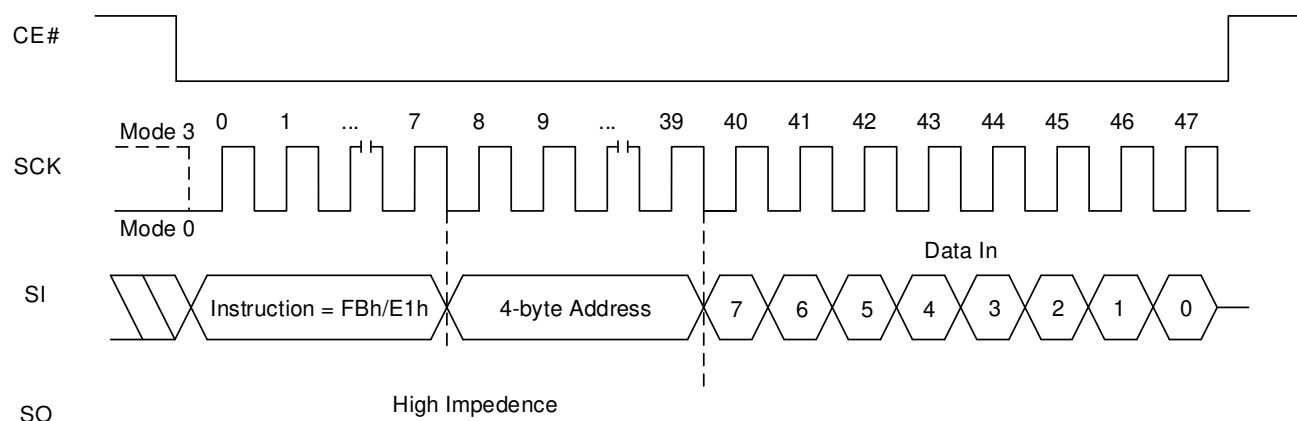 CE#
Mode 3 0 1 ... 7 8 9 ... 39 40 41 42 43 44 45 46 47
SCK
Mode 0
Data In
SI Instruction = FBh/E1h 4-byte Address 7 6 5 4 3 2 1 0
High Impedence
SO